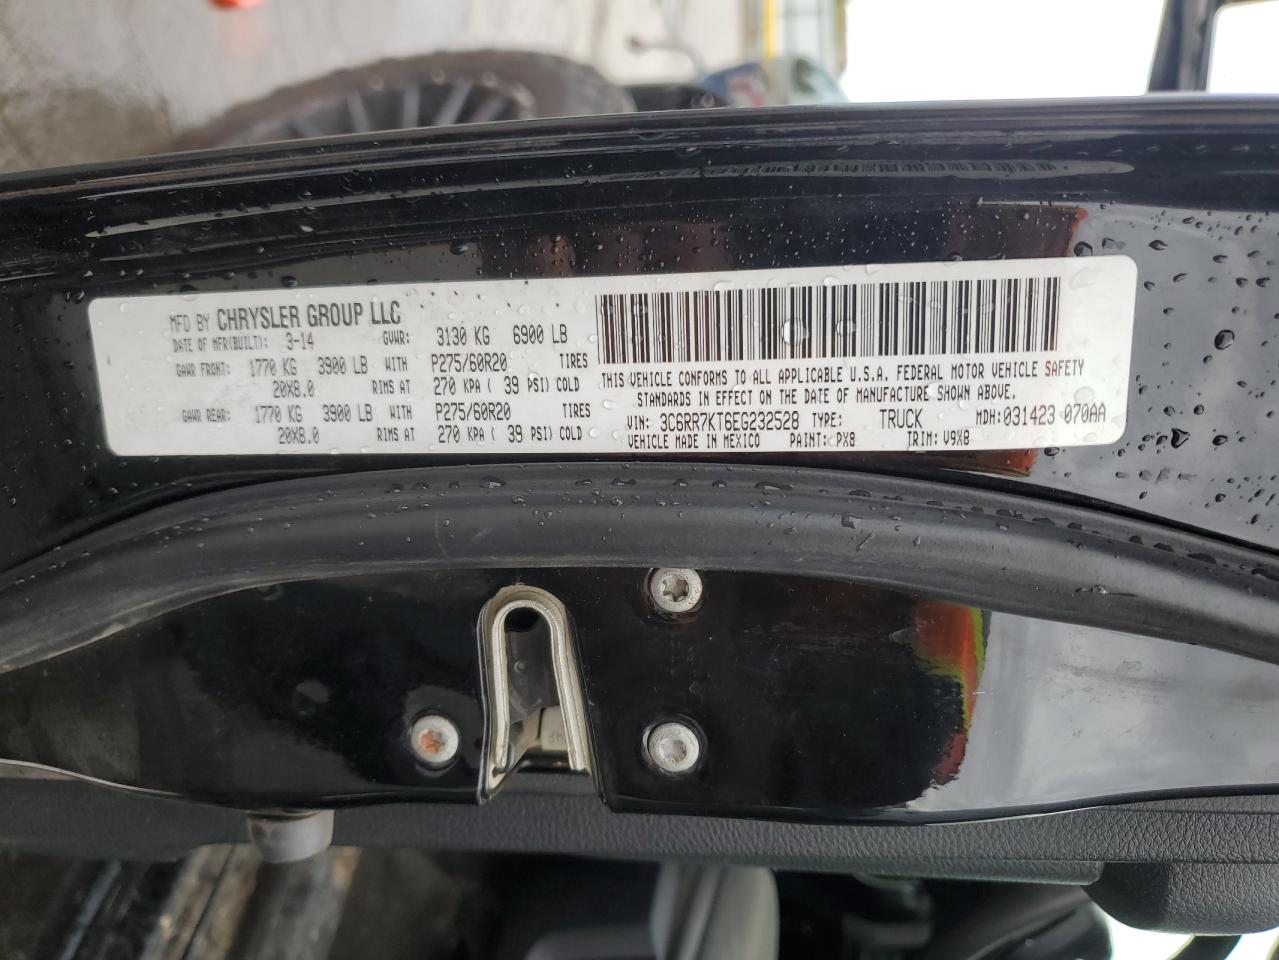 MFD BY CHRYSLER GROUP LLC
DATE OF MFR(BUILT): 3-14 GVWR: 3130 KG 6900 LB
GAWR FRONT: 1770 KG 3900 LB WITH P275/60R20 TIRES
20X8.0 RIMS AT 270 KPA ( 39 PSI) COLD
GAWR REAR: 1770 KG 3900 LB WITH P275/60R20 TIRES
20X8.0 RIMS AT 270 KPA ( 39 PSI) COLD
THIS VEHICLE CONFORMS TO ALL APPLICABLE U.S.A. FEDERAL MOTOR VEHICLE SAFETY
STANDARDS IN EFFECT ON THE DATE OF MANUFACTURE SHOWN ABOVE.
VIN: 3C6RR7KT6EG232528 TYPE: TRUCK MDH: 031423 070AA
VEHICLE MADE IN MEXICO PAINT: PX8 TRIM: V9X8